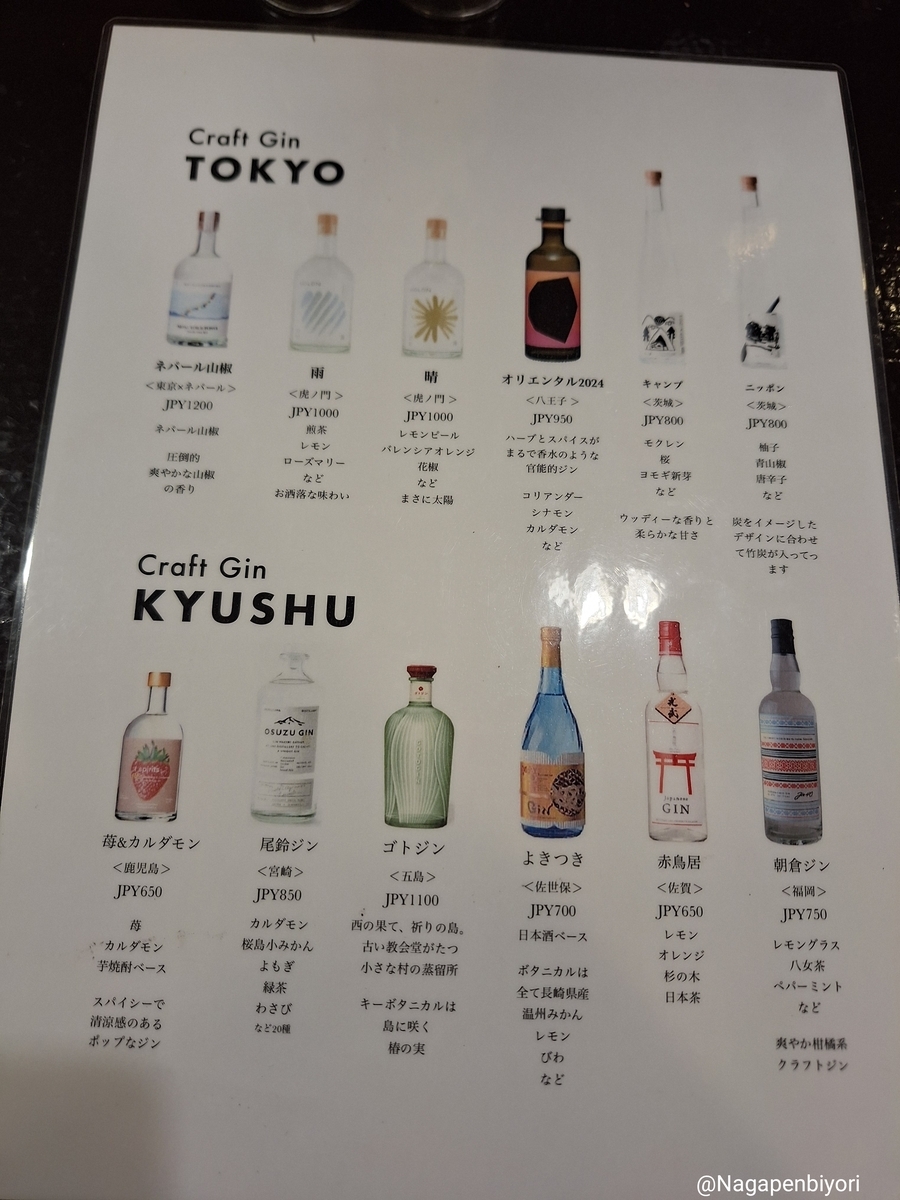 Craft Gin
TOKYO
ネパール山椒
＜東京×ネパール＞
JPY1200
ネパール山椒
圧倒的
爽やかな山椒
の香り
雨
＜虎ノ門＞
JPY1000
煎茶
レモン
ローズマリー
など
お洒落な味わい
晴
＜虎ノ門＞
JPY1000
レモンピール
バレンシアオレンジ
花椒
など
まさに太陽
オリエンタル2024
＜八王子＞
JPY950
ハーブとスパイスが
まるで香水のような
官能的ジン
コリアンダー
シナモン
カルダモン
など
キャンプ
＜茨城＞
JPY800
モクレン
桜
ヨモギ新芽
など
ウッディーな香りと
柔らかな甘さ
ニッポン
＜茨城＞
JPY800
柚子
青山椒
唐辛子
など
炭をイメージした
デザインに合わせ
て竹炭が入ってっ
ます
Craft Gin
KYUSHU
spirits
苺&カルダモン
＜鹿児島＞
JPY650
苺
カルダモン
芋焼酎ベース
スパイシーで
清涼感のある
ポップなジン
OSUZU GIN
尾鈴ジン
＜宮崎＞
JPY850
カルダモン
桜島小みかん
よもぎ
緑茶
わさび
など20種
ゴトジン
＜五島＞
JPY1100
西の果て、祈りの島。
古い教会堂がたつ
小さな村の蒸留所
キーボタニカルは
島に咲く
椿の実
Gin
よきつき
＜佐世保＞
JPY700
日本酒ベース
ボタニカルは
全て長崎県産
温州みかん
レモン
びわ
など
光武
Japanese
GIN
赤鳥居
＜佐賀＞
JPY650
レモン
オレンジ
杉の木
日本茶
朝倉ジン
＜福岡＞
JPY750
レモングラス
八女茶
ペパーミント
など
爽やか柑橘系
クラフトジン
@Nagapenbiyori